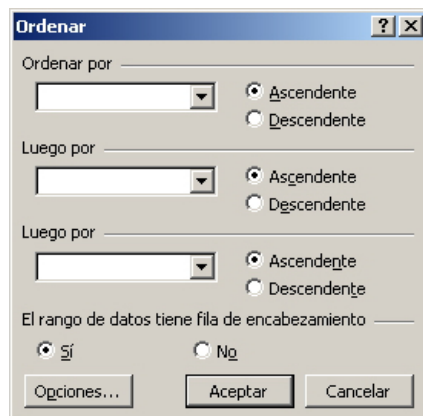 Ordenar
Ordenar por
Ascendente
Descendente
Luego por
Ascendente
Descendente
Luego por
Ascendente
Descendente
El rango de datos tiene fila de encabezamiento
Sí No
Opciones... Aceptar Cancelar